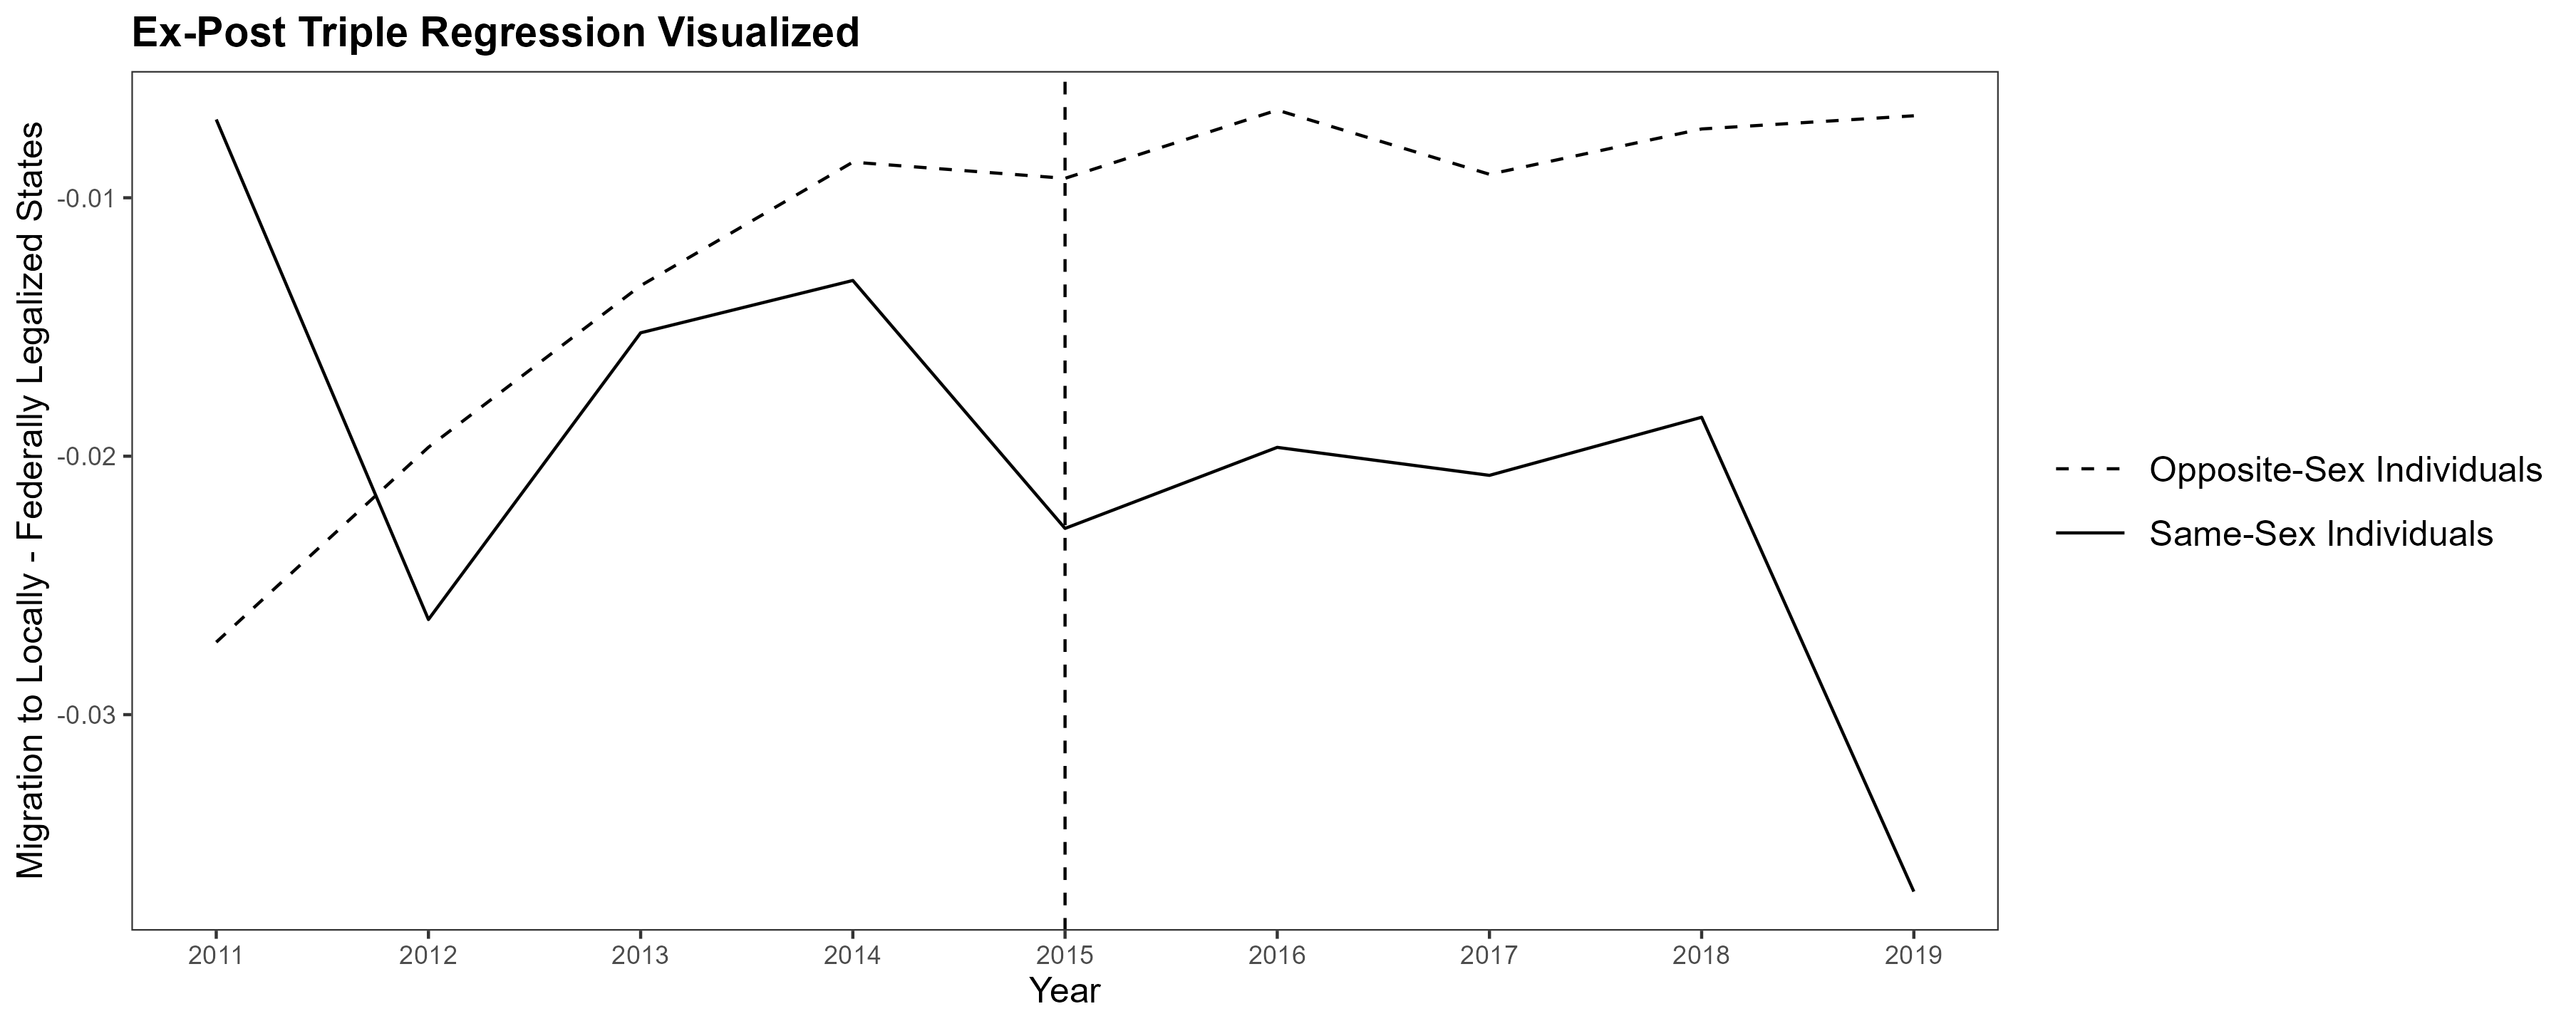 Ex-Post Triple Regression Visualized
Migration to Locally - Federally Legalized States
-0.01
-0.02
-0.03
2011 2012 2013 2014 2015 2016 2017 2018 2019
Year
Opposite-Sex Individuals
Same-Sex Individuals